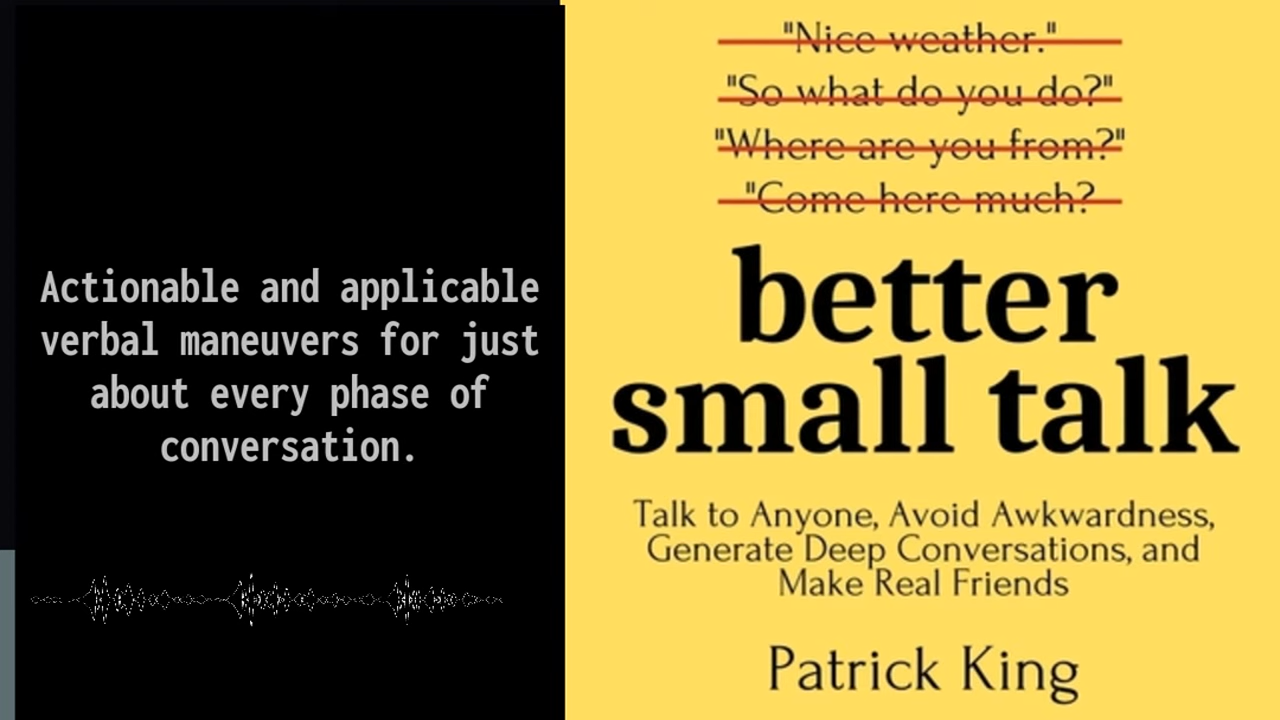 Actionable and applicable
verbal maneuvers for just
about every phase of
conversation.
"Nice weather."
"So what do you do?"
"Where are you from?"
"Come here much?
better
small talk
Talk to Anyone, Avoid Awkwardness,
Generate Deep Conversations, and
Make Real Friends
Patrick King